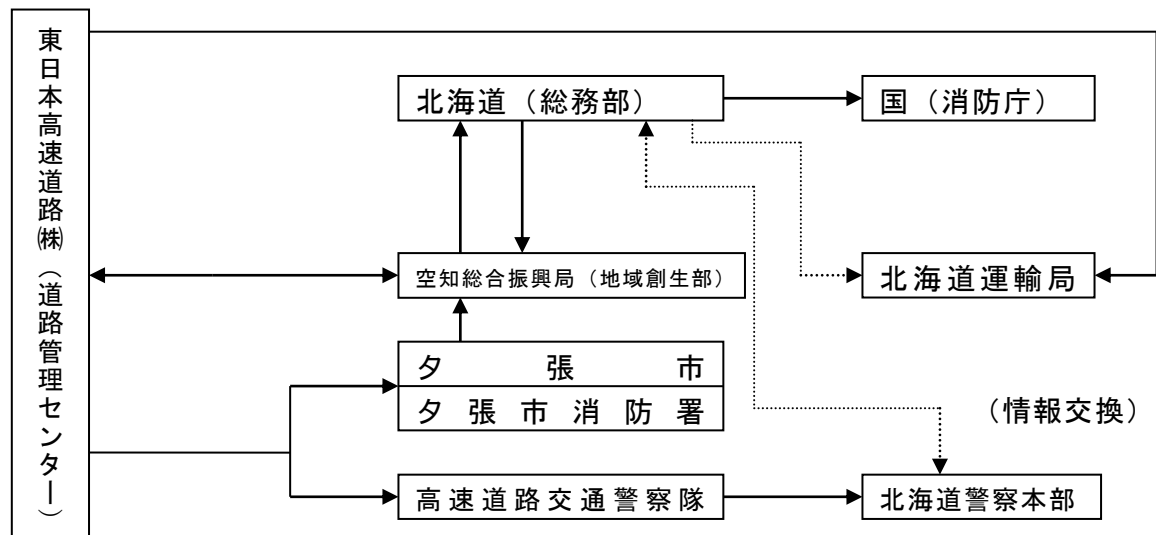 東日本高速道路㈱(道路管理センター)
北海道(総務部)
国(消防庁)
空知総合振興局(地域創生部)
北海道運輸局
夕張市
夕張市消防署
(情報交換)
高速道路交通警察隊
北海道警察本部